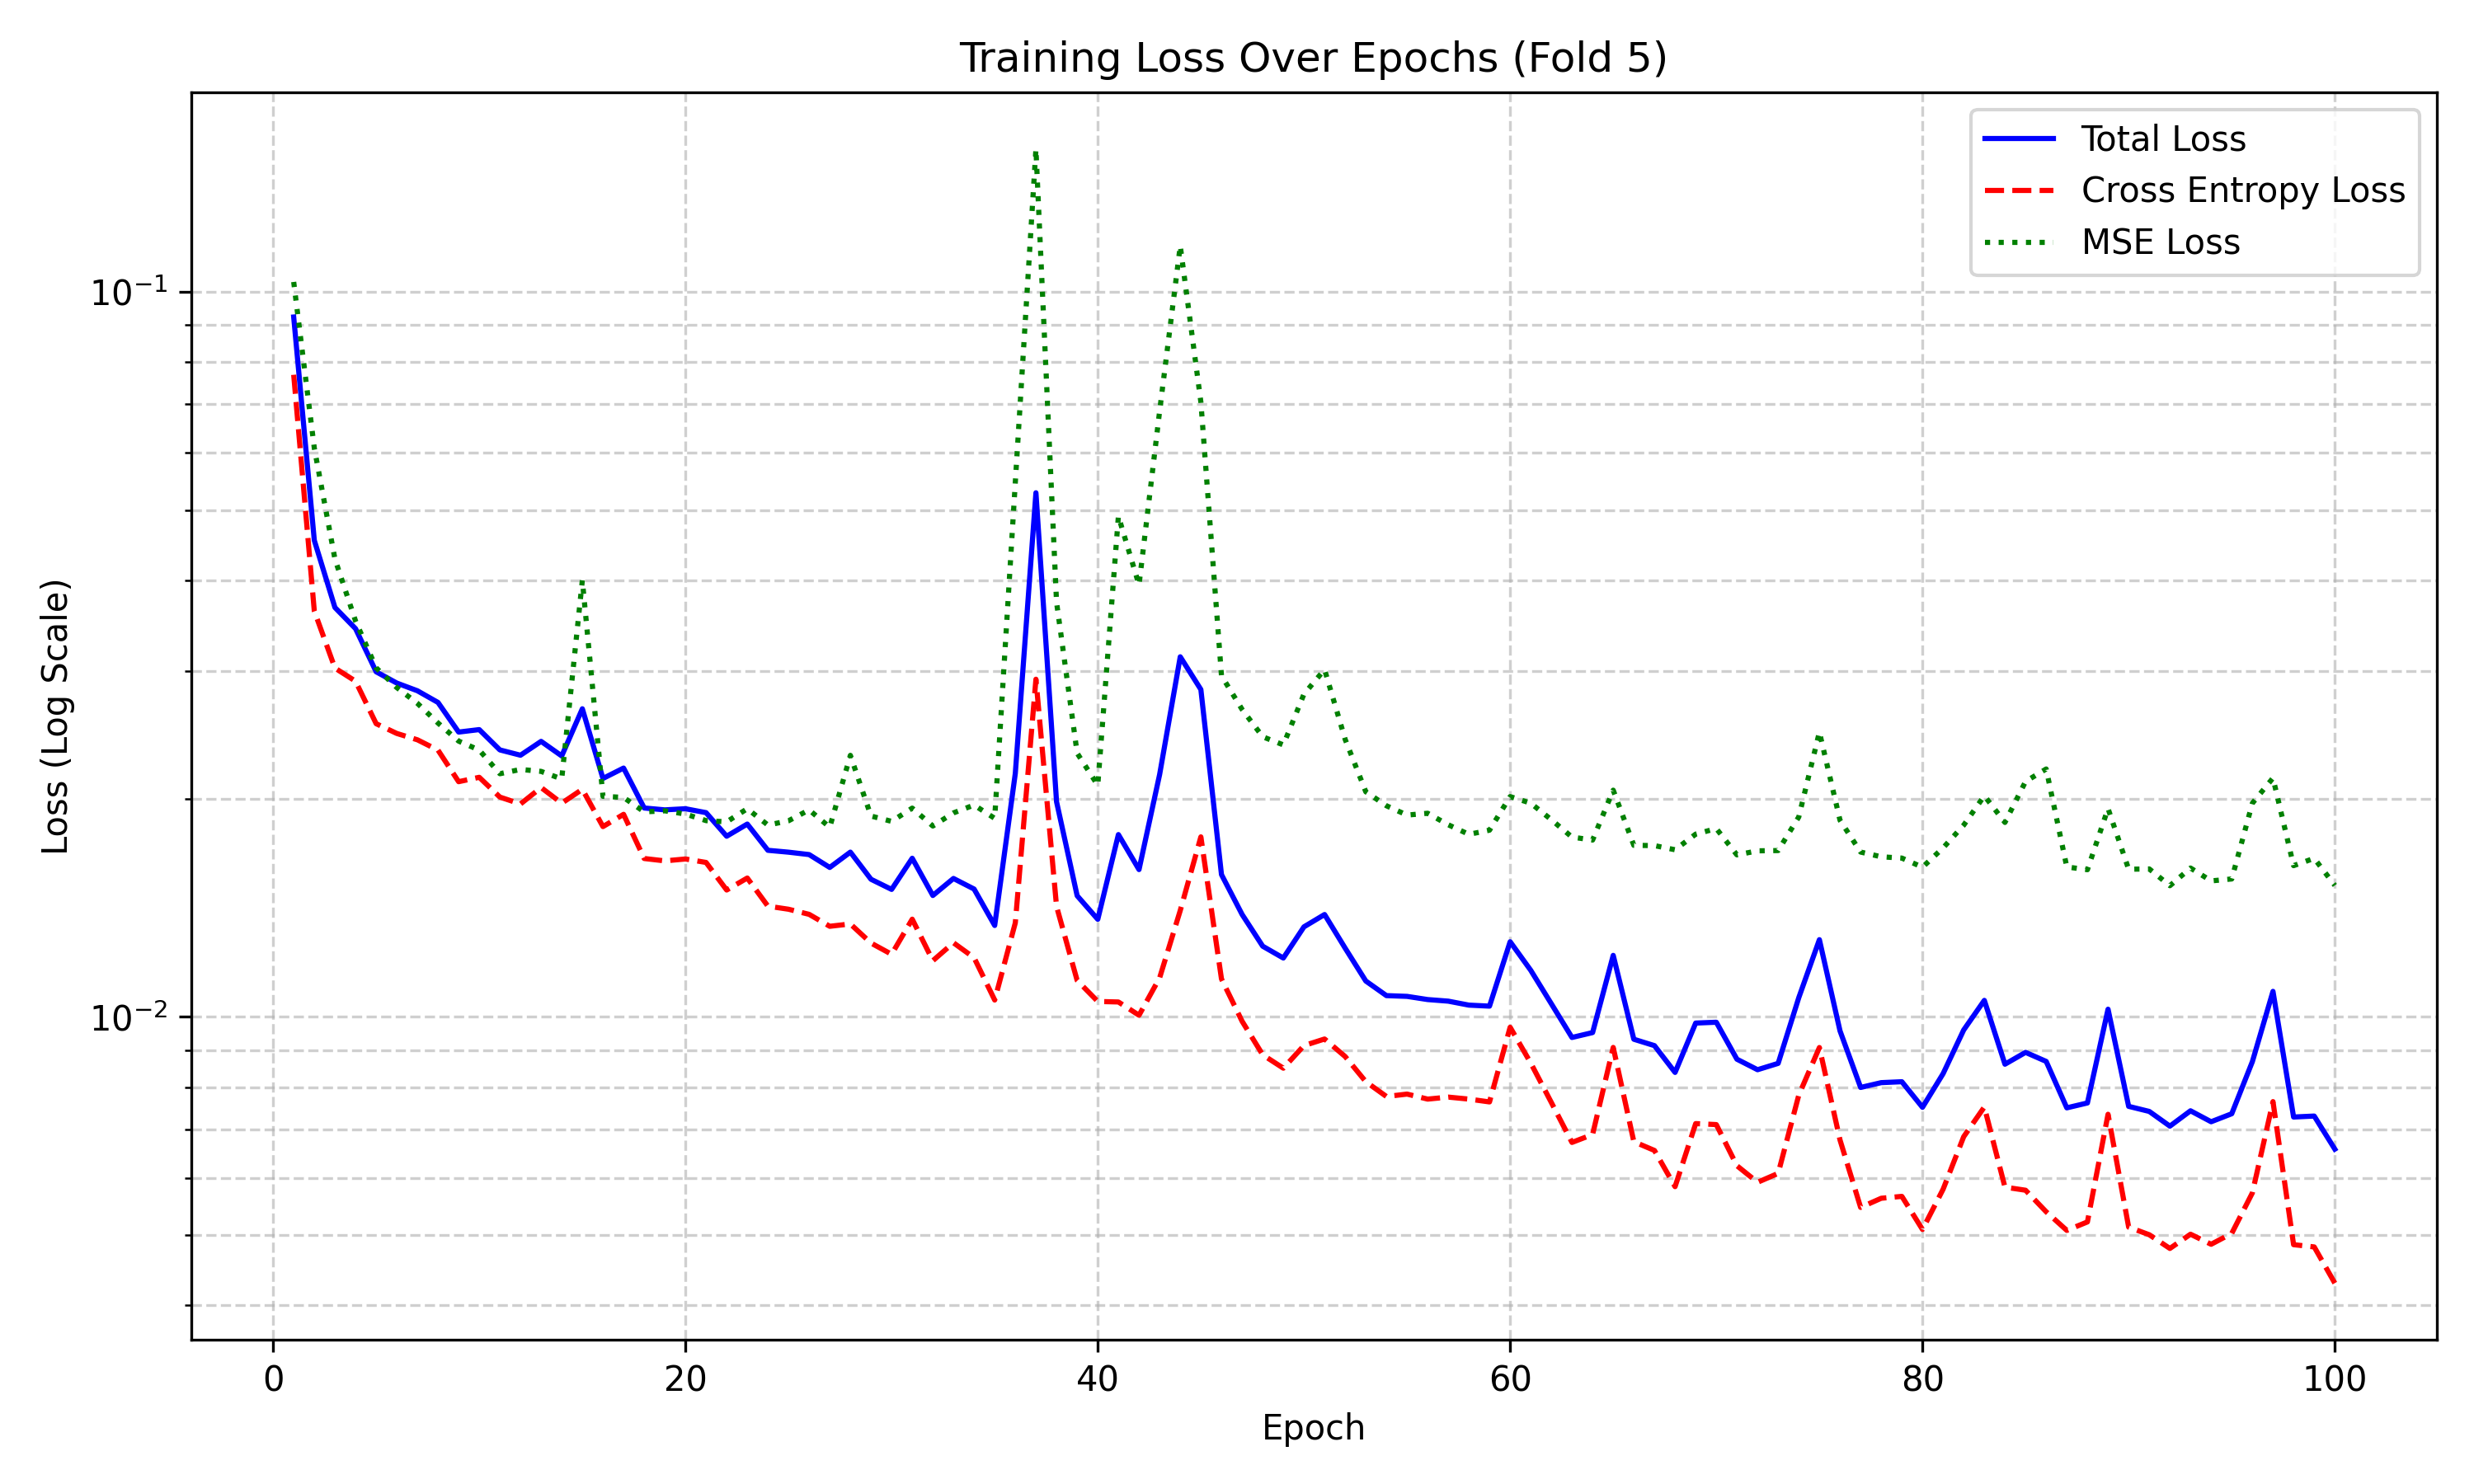 Training Loss Over Epochs (Fold 5)
Total Loss
Cross Entropy Loss
MSE Loss
Loss (Log Scale)
10⁻¹
10⁻²
0 20 40 60 80 100
Epoch